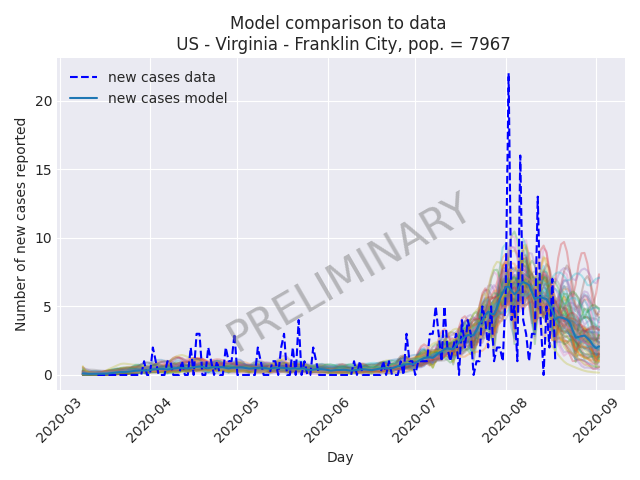 Model comparison to data
US - Virginia - Franklin City, pop. = 7967
new cases data
new cases model
PRELIMINARY
Number of new cases reported
20
15
10
5
0
2020-03
2020-04
2020-05
2020-06
2020-07
2020-08
2020-09
Day